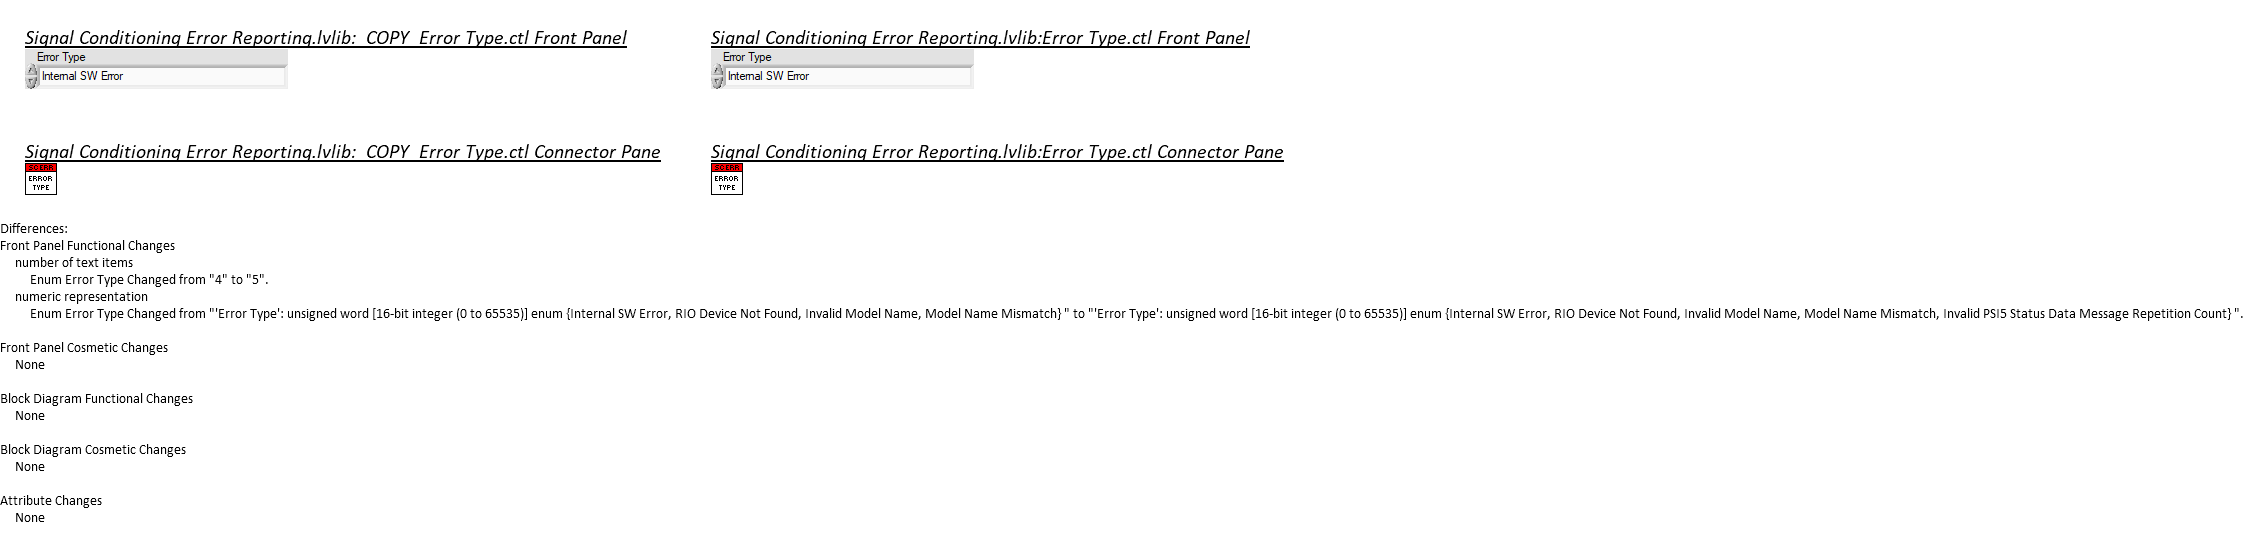 Signal Conditioning Error Reporting.lvlib:_COPY_Error Type.ctl Front Panel
Error Type
Internal SW Error
Signal Conditioning Error Reporting.lvlib:Error Type.ctl Front Panel
Error Type
Internal SW Error
Signal Conditioning Error Reporting.lvlib:_COPY_Error Type.ctl Connector Pane
ERROR
TYPE
Signal Conditioning Error Reporting.lvlib:Error Type.ctl Connector Pane
ERROR
TYPE
Differences:
Front Panel Functional Changes
number of text items
Enum Error Type Changed from "4" to "5".
numeric representation
Enum Error Type Changed from "'Error Type': unsigned word [16-bit integer (0 to 65535)] enum {Internal SW Error, RIO Device Not Found, Invalid Model Name, Model Name Mismatch} " to "'Error Type': unsigned word [16-bit integer (0 to 65535)] enum {Internal SW Error, RIO Device Not Found, Invalid Model Name, Model Name Mismatch, Invalid PSI5 Status Data Message Repetition Count} ".
Front Panel Cosmetic Changes
None
Block Diagram Functional Changes
None
Block Diagram Cosmetic Changes
None
Attribute Changes
None